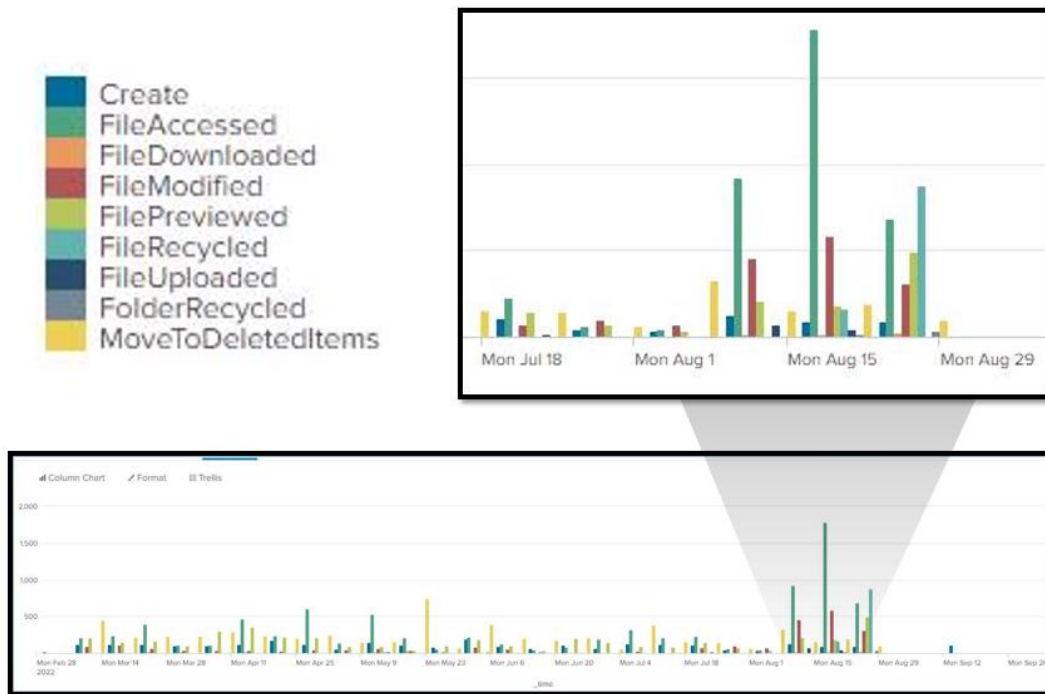 Create
FileAccessed
FileDownloaded
FileModified
FilePreviewed
FileRecycled
FileUploaded
FolderRecycled
MoveToDeletedItems
Mon Jul 18 Mon Aug 1 Mon Aug 15 Mon Aug 29
Column Chart Format Trellis
2,000
1,500
1,000
500
Mon Feb 28 Mon Mar 14 Mon Mar 28 Mon Apr 11 Mon Apr 25 Mon May 9 Mon May 23 Mon Jun 6 Mon Jun 20 Mon Jul 4 Mon Jul 18 Mon Aug 1 Mon Aug 15 Mon Aug 29 Mon Sep 12 Mon Sep 26
2022
_time